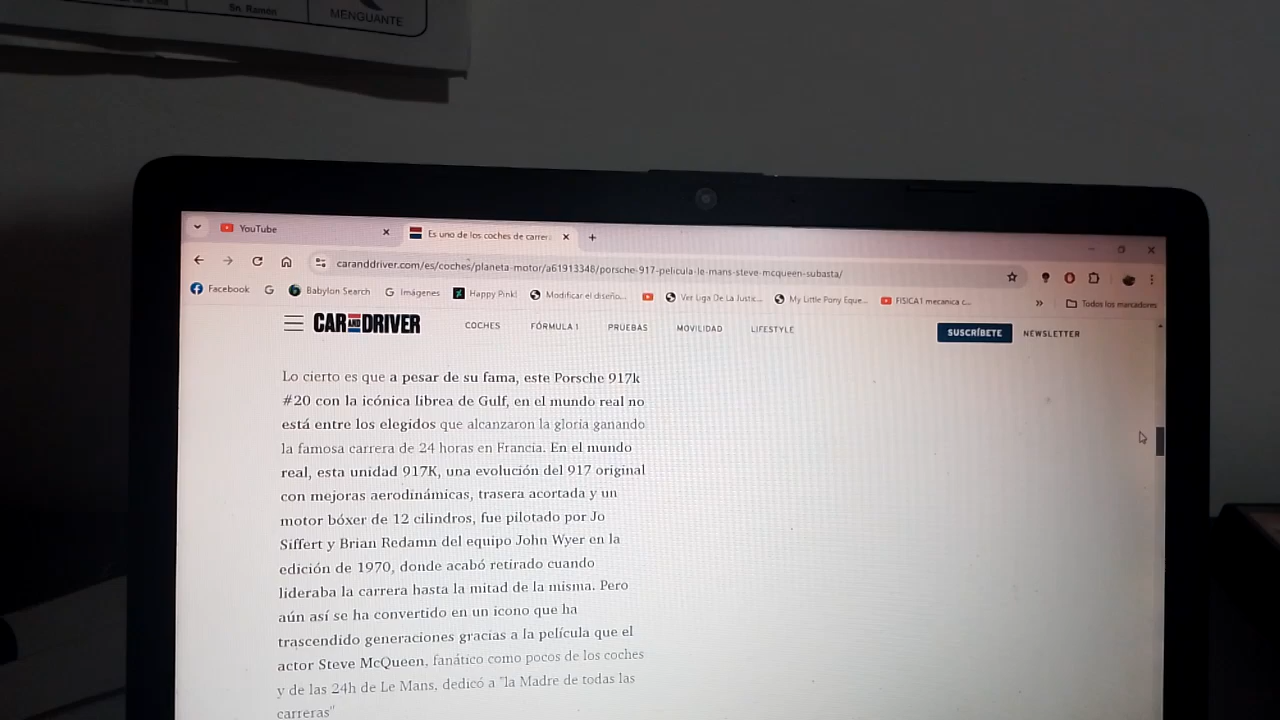 Sn. Ramón
MENGUANTE
YouTube
Es uno de los coches de carrer
caranddriver.com/es/coches/planeta-motor/a61913348/porsche-917-pelicula-le-mans-steve-mcqueen-subasta/
Facebook
Babylon Search
Imágenes
Happy Pink!
Modificar el diseño...
Ver Liga De La Justic...
My Little Pony Eque...
FISICA1 mecanica c...
Todos los marcadores
CAR AND DRIVER
COCHES
FÓRMULA 1
PRUEBAS
MOVILIDAD
LIFESTYLE
SUSCRÍBETE
NEWSLETTER
Lo cierto es que a pesar de su fama, este Porsche 917k
#20 con la icónica librea de Gulf, en el mundo real no
está entre los elegidos que alcanzaron la gloria ganando
la famosa carrera de 24 horas en Francia. En el mundo
real, esta unidad 917K, una evolución del 917 original
con mejoras aerodinámicas, trasera acortada y un
motor bóxer de 12 cilindros, fue pilotado por Jo
Siffert y Brian Redamn del equipo John Wyer en la
edición de 1970, donde acabó retirado cuando
lideraba la carrera hasta la mitad de la misma. Pero
aún así se ha convertido en un icono que ha
trascendido generaciones gracias a la película que el
actor Steve McQueen, fanático como pocos de los coches
y de las 24h de Le Mans, dedicó a "la Madre de todas las
carreras"